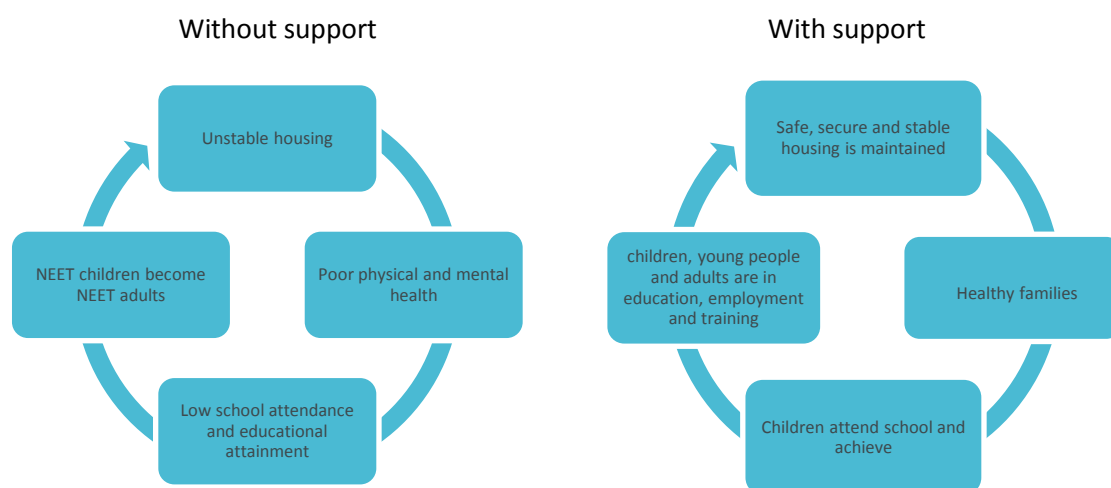 Without support
Unstable housing
Poor physical and mental
health
Low school attendance
and educational
attainment
NEET children become
NEET adults
With support
Safe, secure and stable
housing is maintained
Healthy families
Children attend school and
achieve
children, young people
and adults are in
education, employment
and training